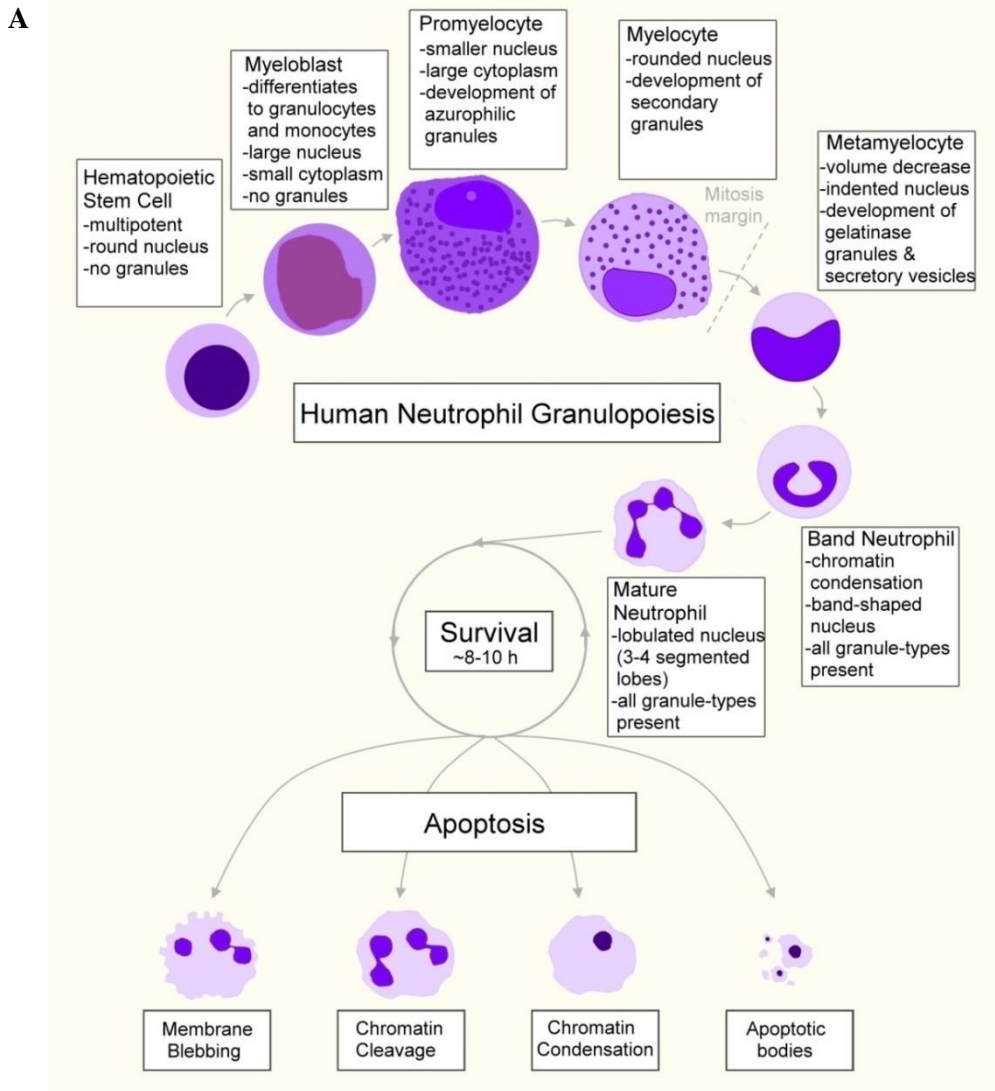 A
Hematopoietic
Stem Cell
-multipotent
-round nucleus
-no granules
Myeloblast
-differentiates
to granulocytes
and monocytes
-large nucleus
-small cytoplasm
-no granules
Promyelocyte
-smaller nucleus
-large cytoplasm
-development of
azurophilic
granules
Myelocyte
-rounded nucleus
-development of
secondary
granules
Mitosis
margin
Metamyelocyte
-volume decrease
-indented nucleus
-development of
gelatinase
granules &
secretory vesicles
Human Neutrophil Granulopoiesis
Band Neutrophil
-chromatin
condensation
-band-shaped
nucleus
-all granule-types
present
Mature
Neutrophil
-lobulated nucleus
(3-4 segmented
lobes)
-all granule-types
present
Survival
~8-10 h
Apoptosis
Membrane
Blebbing
Chromatin
Cleavage
Chromatin
Condensation
Apoptotic
bodies